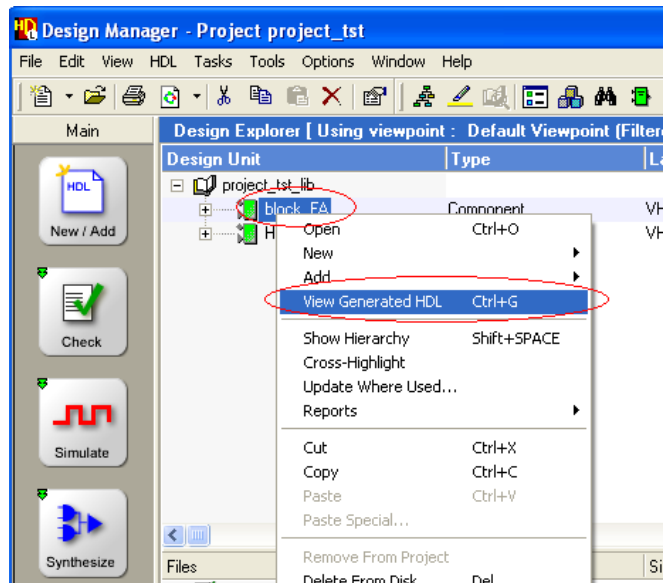 Design Manager - Project project_tst
File Edit View HDL Tasks Tools Options Window Help
Main
Design Explorer [ Using viewpoint : Default Viewpoint (Filter
Design Unit Type
project_tst_lib
block_FA Component VH
H VH
HDL
New / Add
Check
Simulate
Synthesize
Open Ctrl+O
New
Add
View Generated HDL Ctrl+G
Show Hierarchy Shift+SPACE
Cross-Highlight
Update Where Used...
Reports
Cut Ctrl+X
Copy Ctrl+C
Paste Ctrl+V
Paste Special...
Remove From Project
Delete From Disk Del
Files Si